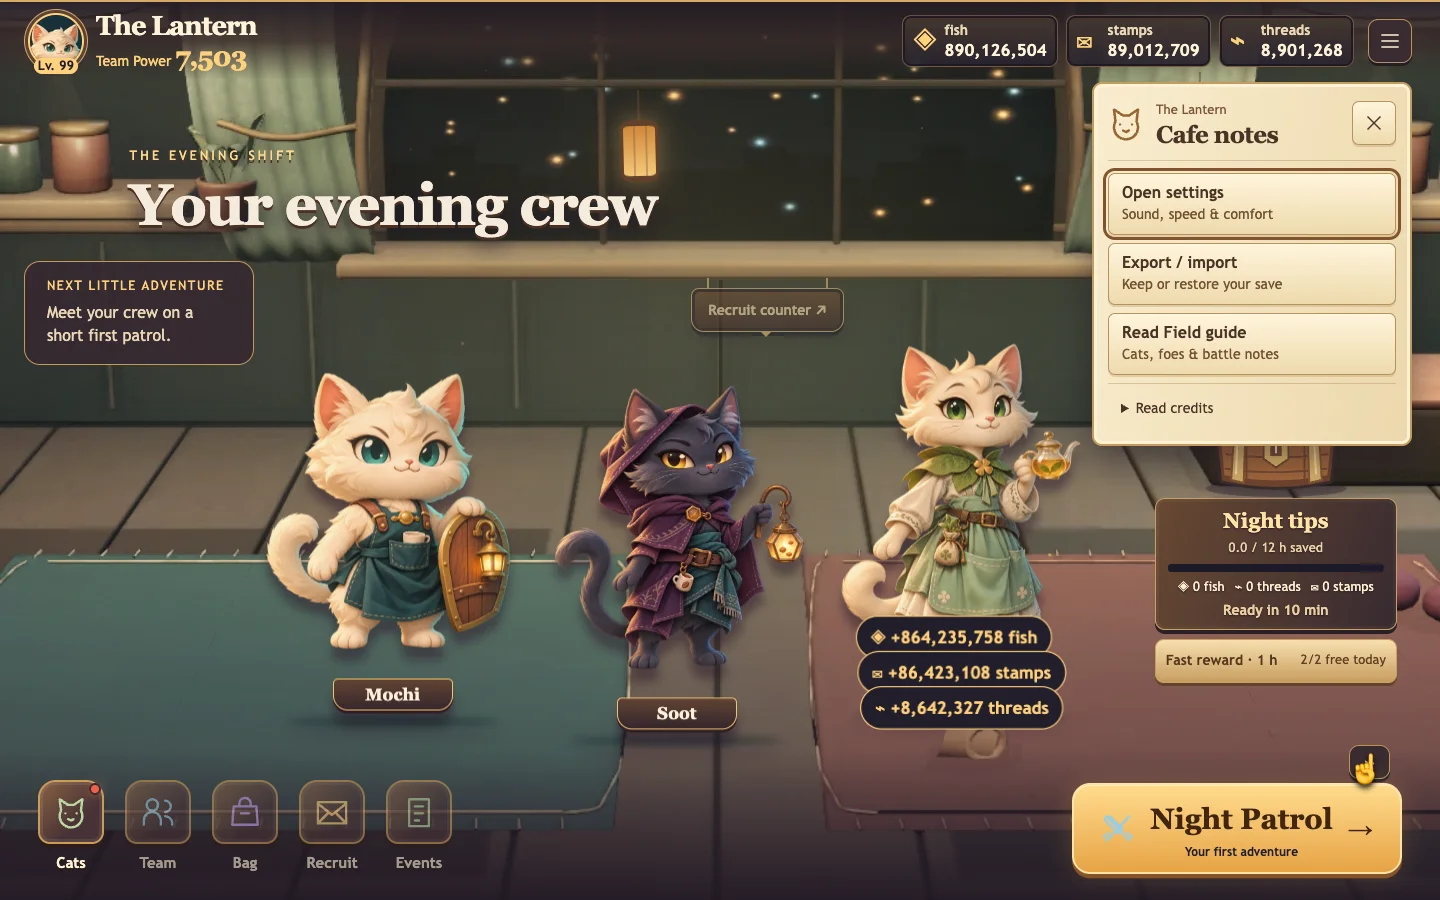 The Lantern
Lv. 99
Team Power 7,503
fish
890,126,504
stamps
89,012,709
threads
8,901,268
The Lantern
Cafe notes
Open settings
Sound, speed & comfort
Export / import
Keep or restore your save
Read Field guide
Cats, foes & battle notes
Read credits
THE EVENING SHIFT
Your evening crew
NEXT LITTLE ADVENTURE
Meet your crew on a
short first patrol.
Recruit counter ↗
Mochi
Soot
+864,235,758 fish
+86,423,108 stamps
+8,642,327 threads
Night tips
0.0 / 12 h saved
0 fish 0 threads 0 stamps
Ready in 10 min
Fast reward · 1 h 2/2 free today
Cats
Team
Bag
Recruit
Events
Night Patrol →
Your first adventure